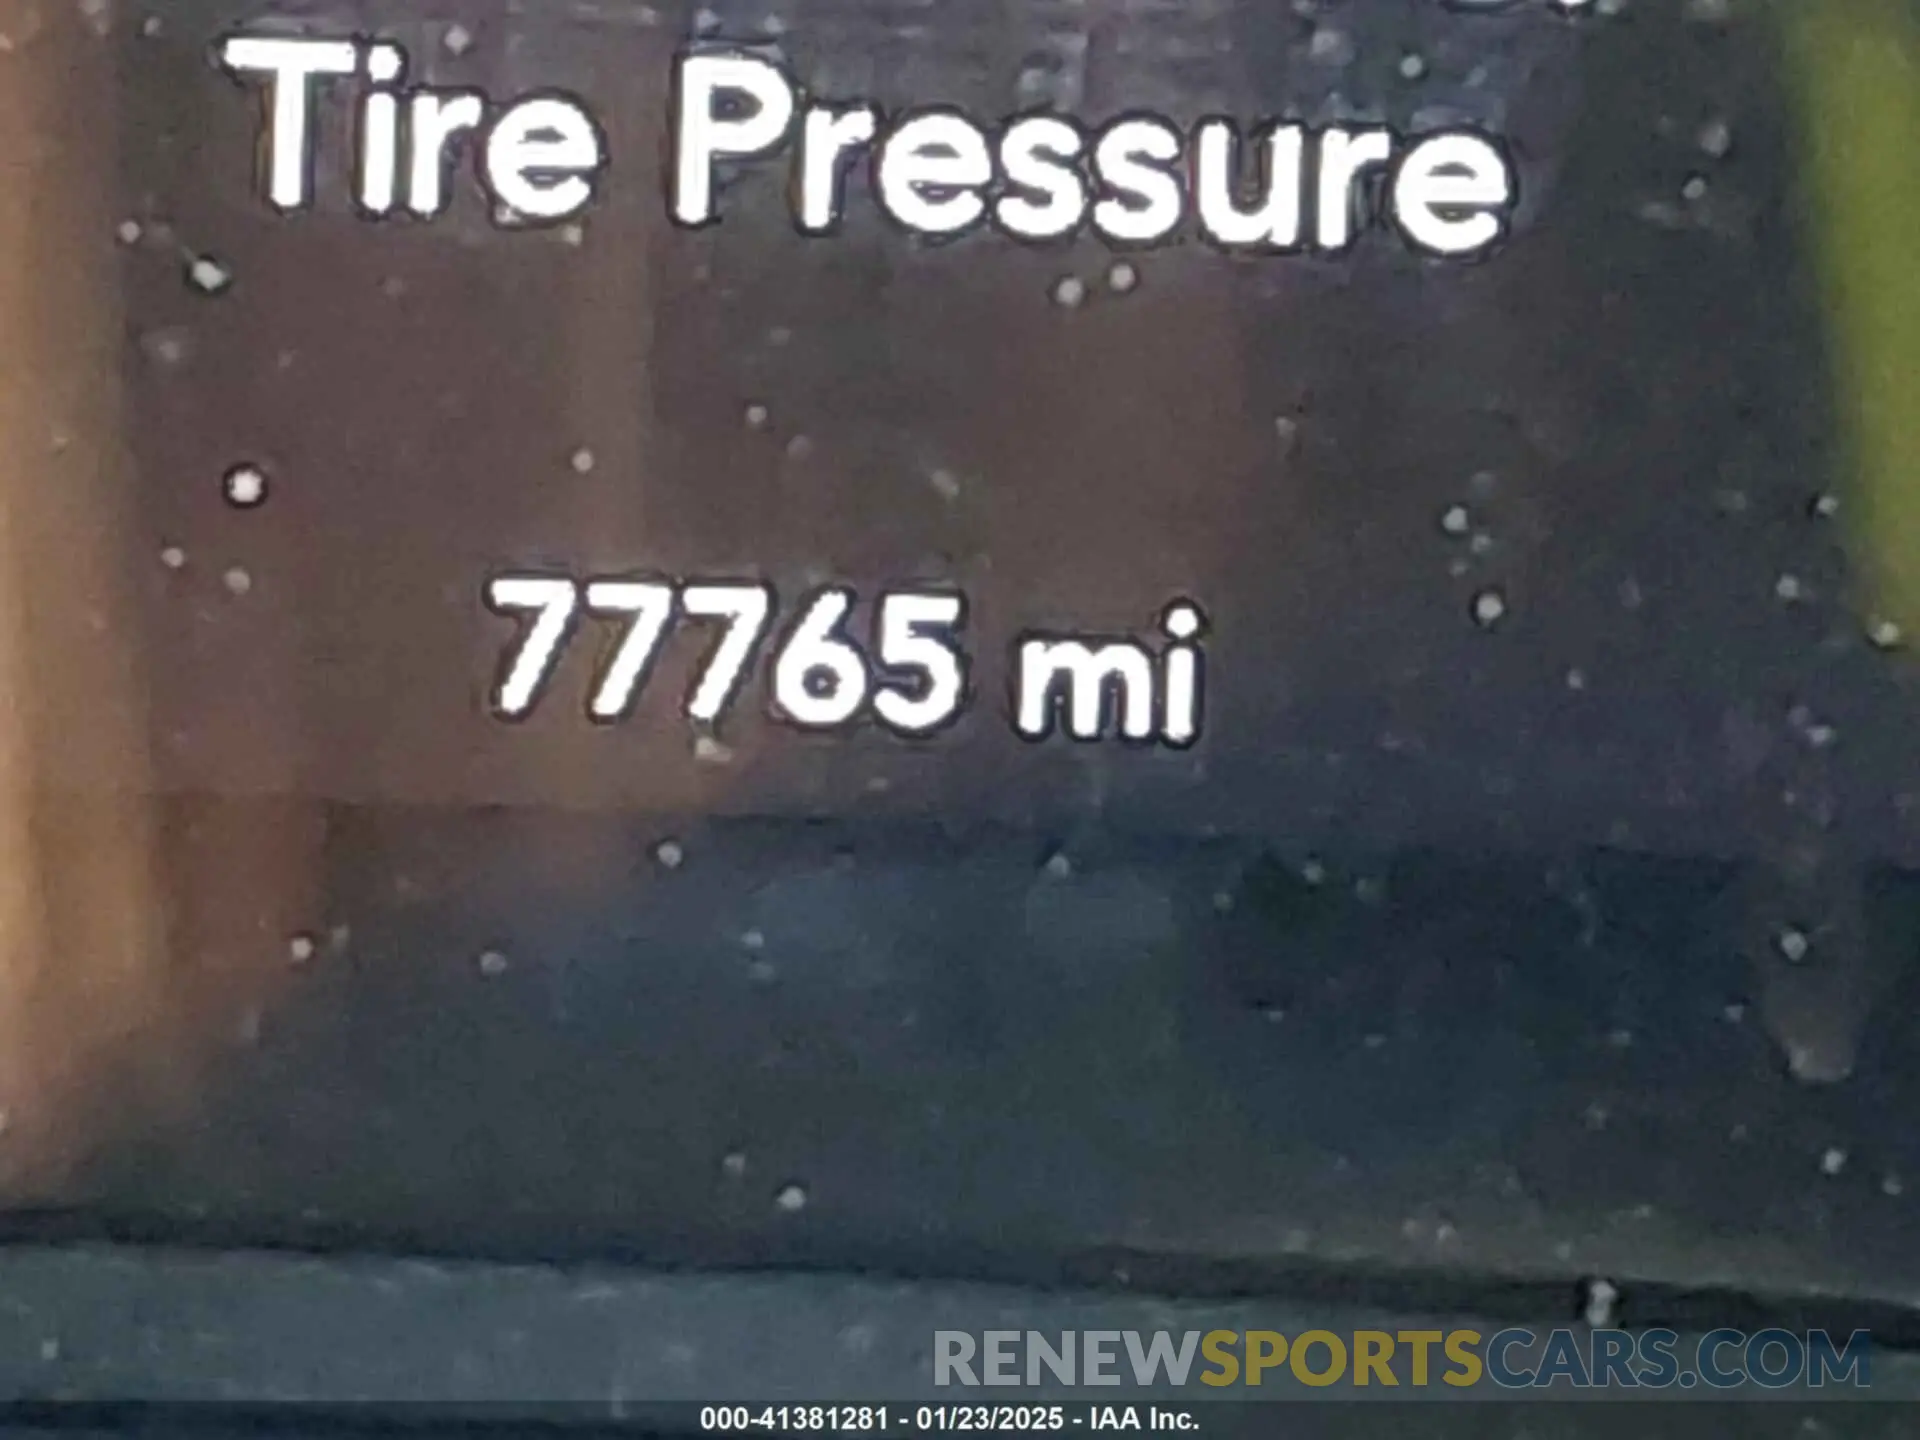 Tire Pressure
77765 mi
RENEWSPORTSCARS.COM
000-41381281 - 01/23/2025 - IAA Inc.